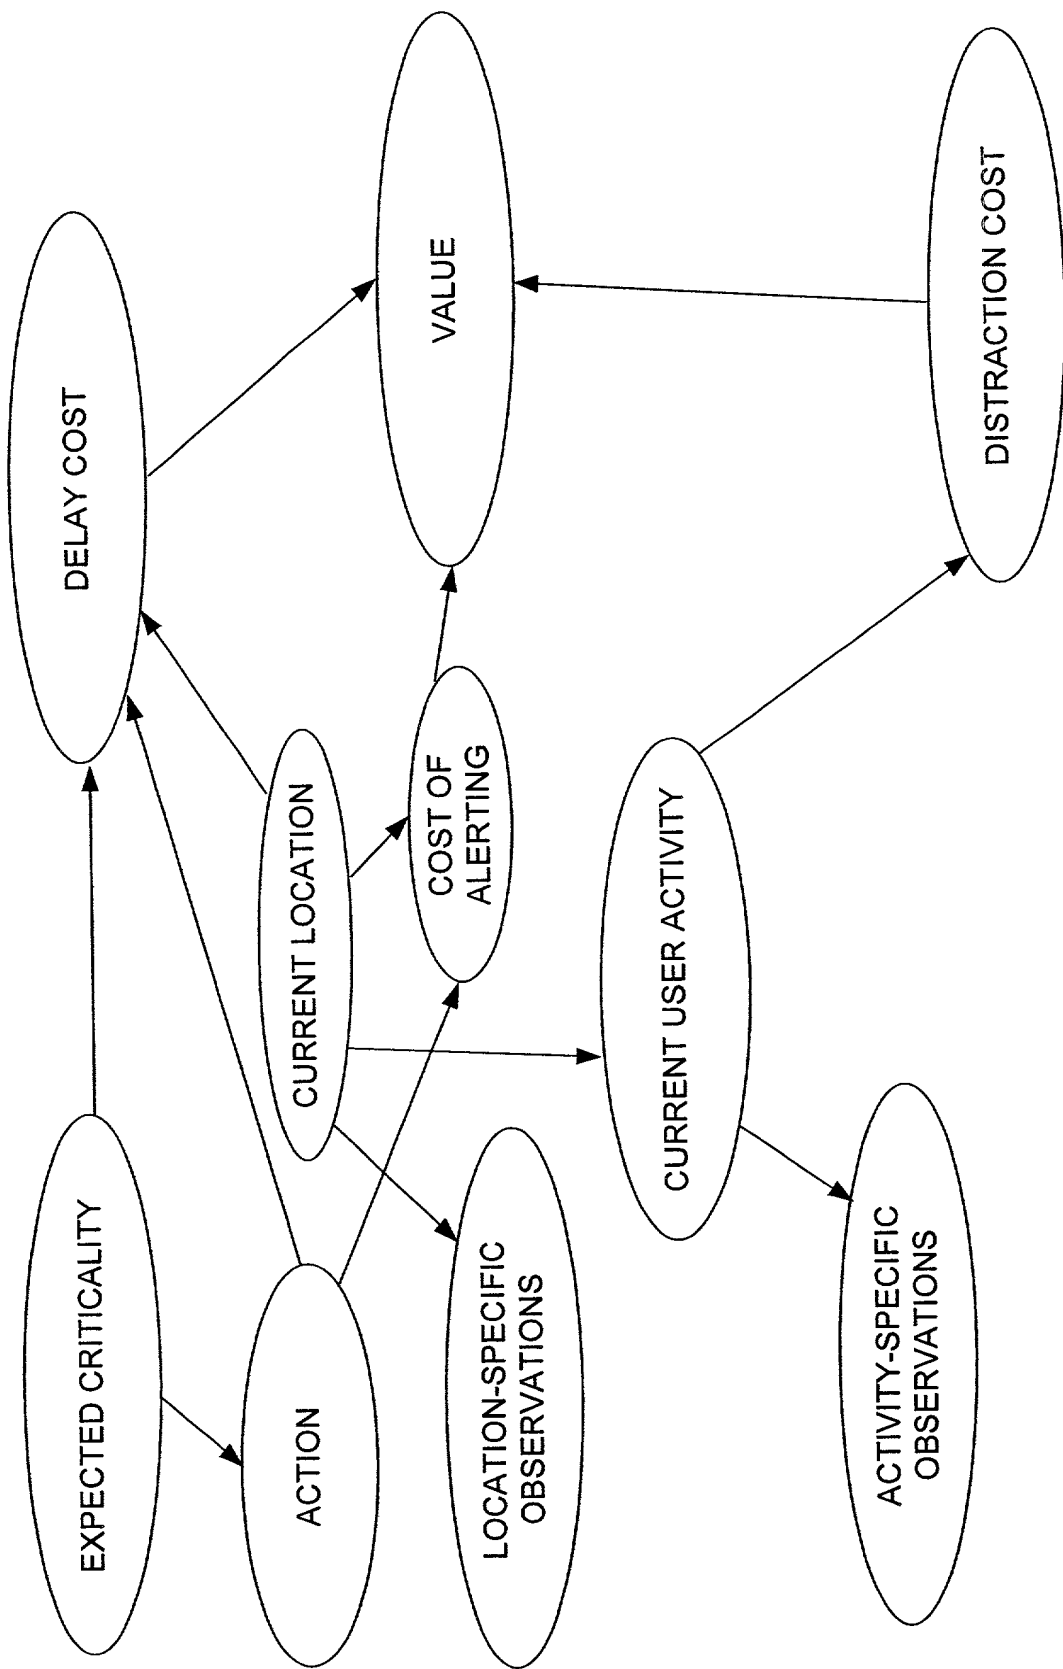 EXPECTED CRITICALITY
DELAY COST
ACTION
CURRENT LOCATION
VALUE
COST OF
ALERTING
LOCATION-SPECIFIC
OBSERVATIONS
CURRENT USER ACTIVITY
ACTIVITY-SPECIFIC
OBSERVATIONS
DISTRACTION COST